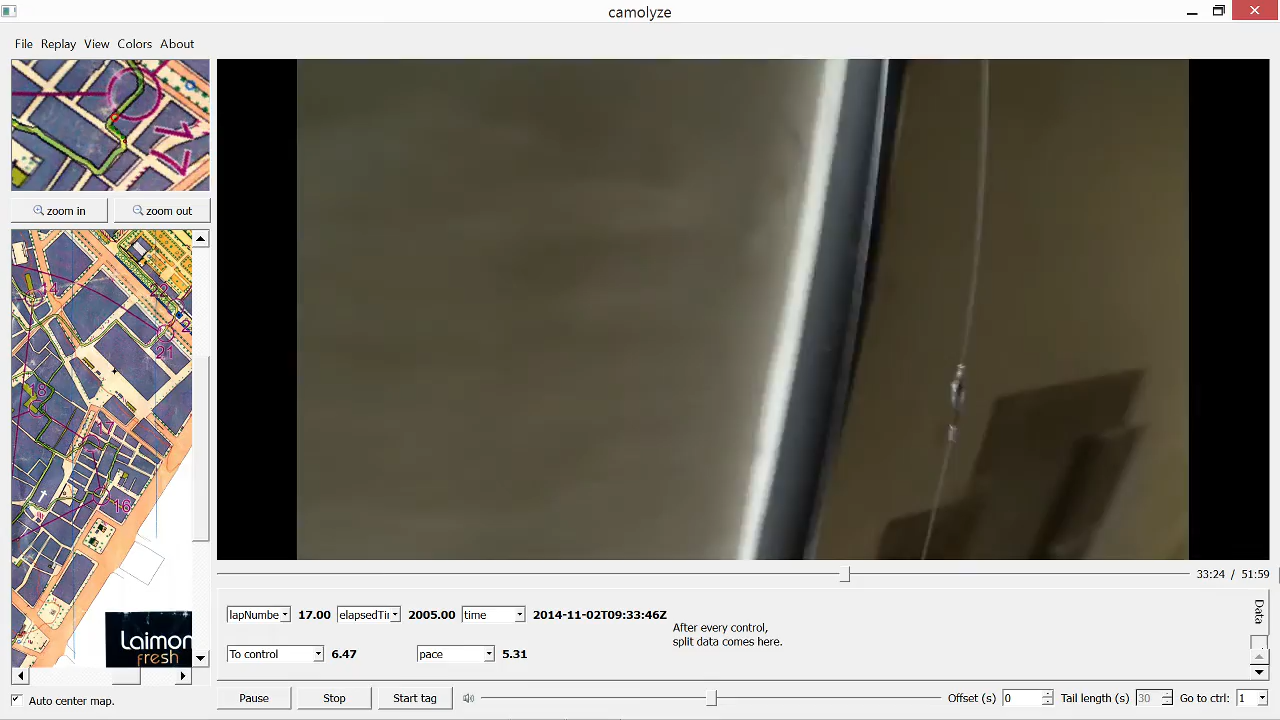 camolyze
File Replay View Colors About
17
zoom in zoom out
14
22
2
21
18
17
16
Laimon
fresh
33:24 / 51:59
lapNumbe 17.00 elapsedTi 2005.00 time 2014-11-02T09:33:46Z
After every control,
split data comes here.
To control 6.47 pace 5.31
Data
Auto center map.
Pause Stop Start tag Offset (s) 0 Tail length (s) 30 Go to ctrl: 1